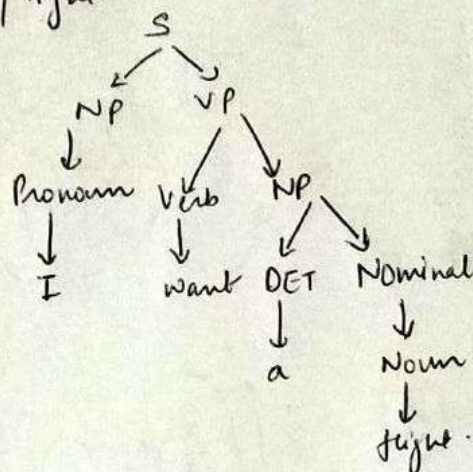 S
NP VP
Pronoun Verb NP
I want DET Nominal
a Noun
flight.